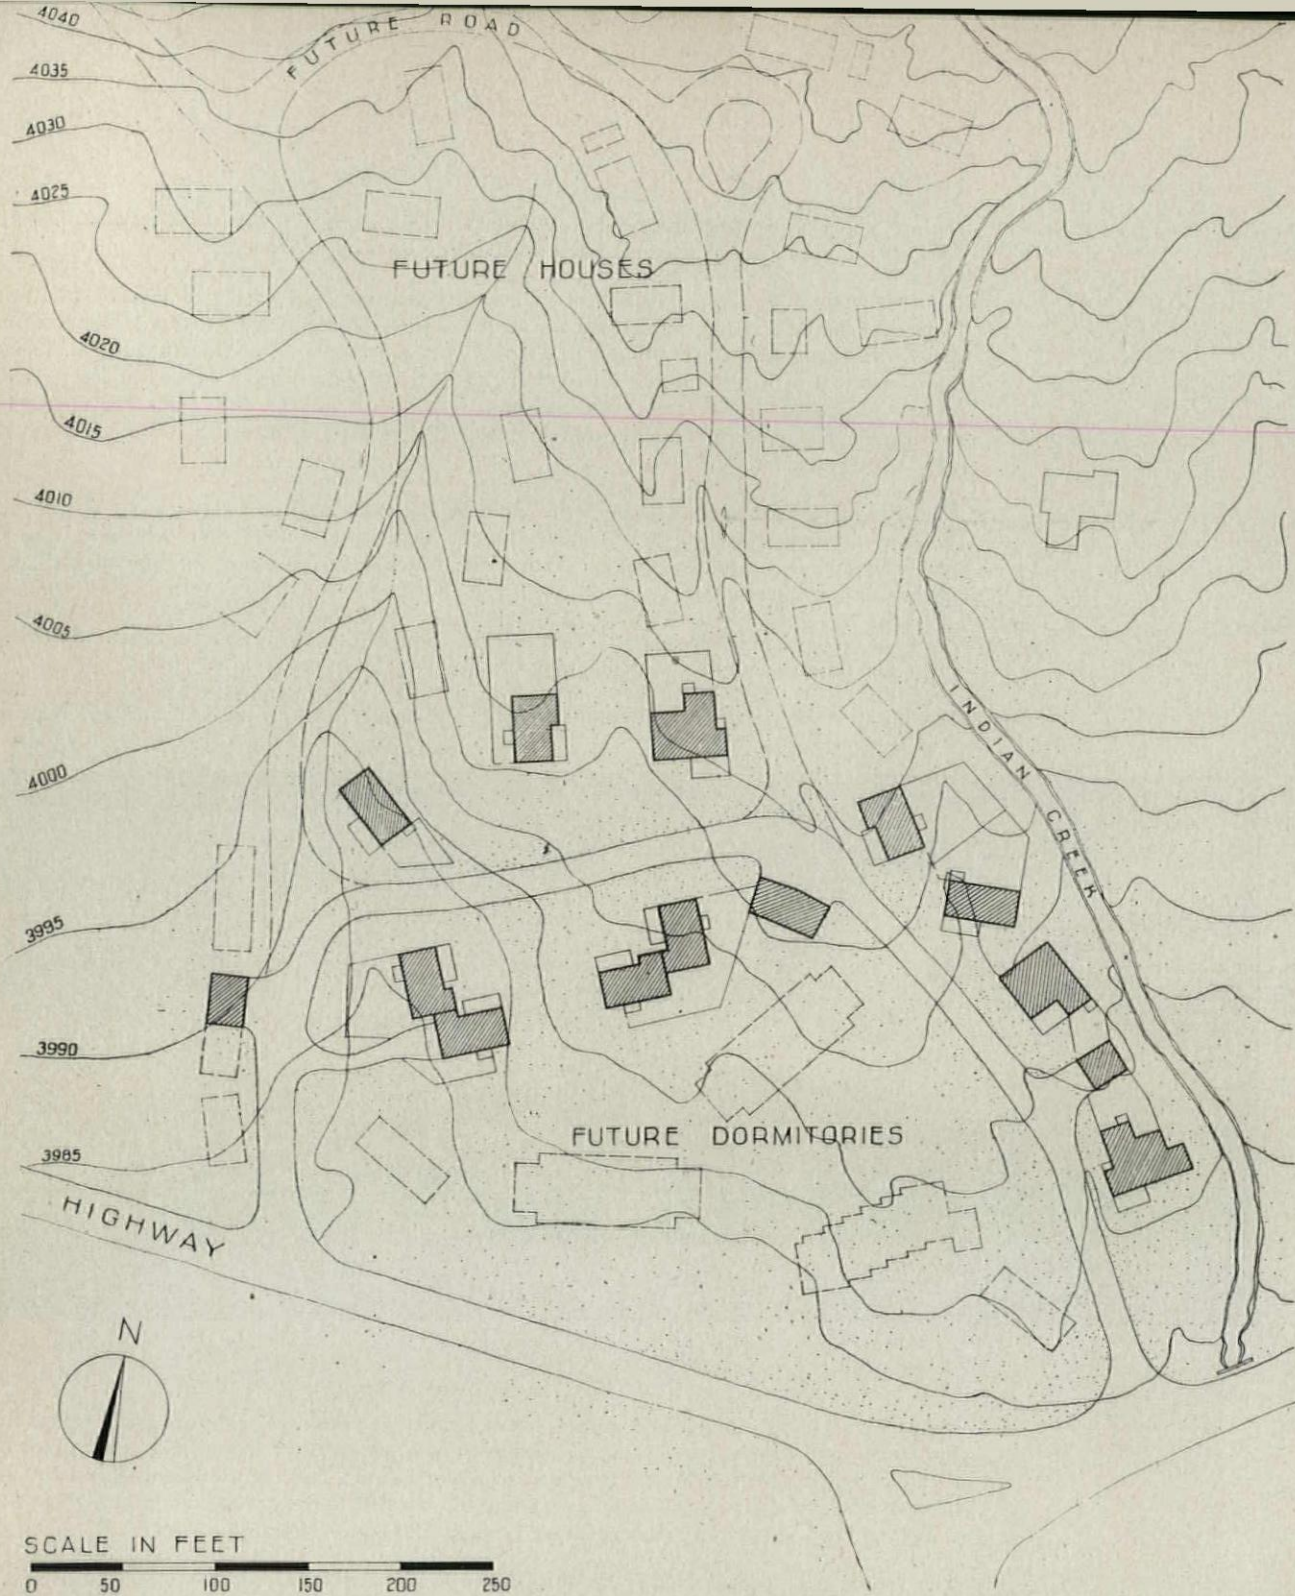 4040
FUTURE ROAD
4035
4030
4025
FUTURE HOUSES
4020
4015
4010
4005
INDIAN CREEK
4000
3995
3990
FUTURE DORMITORIES
3985
HIGHWAY
N
SCALE IN FEET
0 50 100 150 200 250